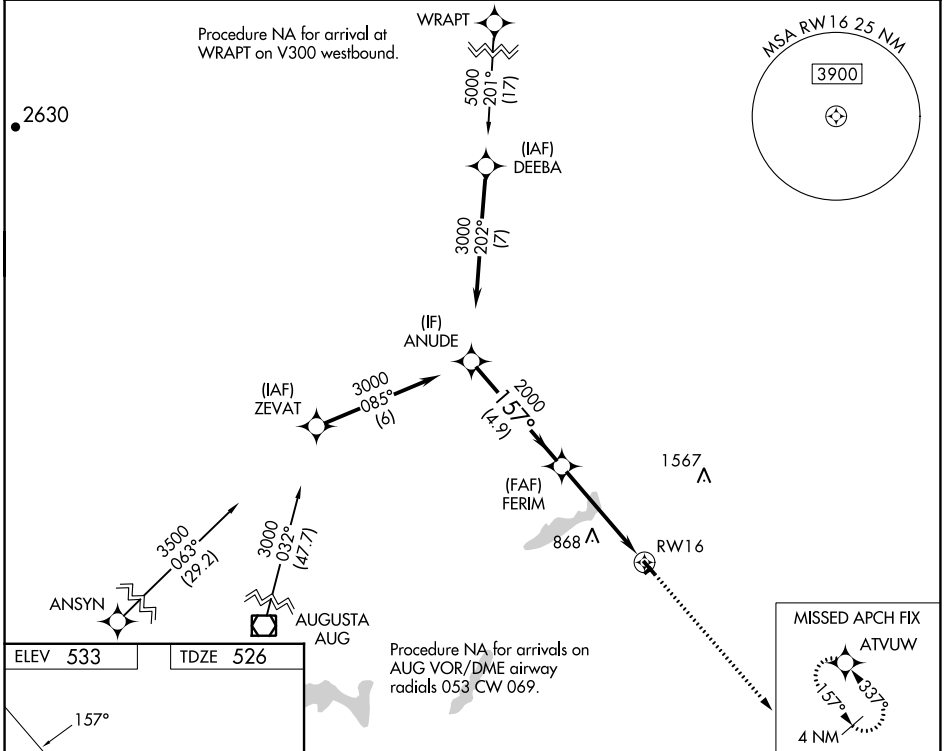 Procedure NA for arrival at
WRAPT on V300 westbound.
WRAPT
5000
201°
(17)
MSA RW16 25 NM
3900
2630
(IAF)
DEEBA
3000
202°
(7)
(IF)
ANUDE
(IAF)
ZEVAT
3000
085°
(6)
2000
157°
(4.9)
(FAF)
FERIM
1567
868
RW16
3500
063°
(29.2)
3000
032°
(47.7)
ANSYN
AUGUSTA
AUG
Procedure NA for arrivals on
AUG VOR/DME airway
radials 053 CW 069.
ELEV 533
TDZE 526
157°
MISSED APCH FIX
ATVUW
157°
337°
4 NM